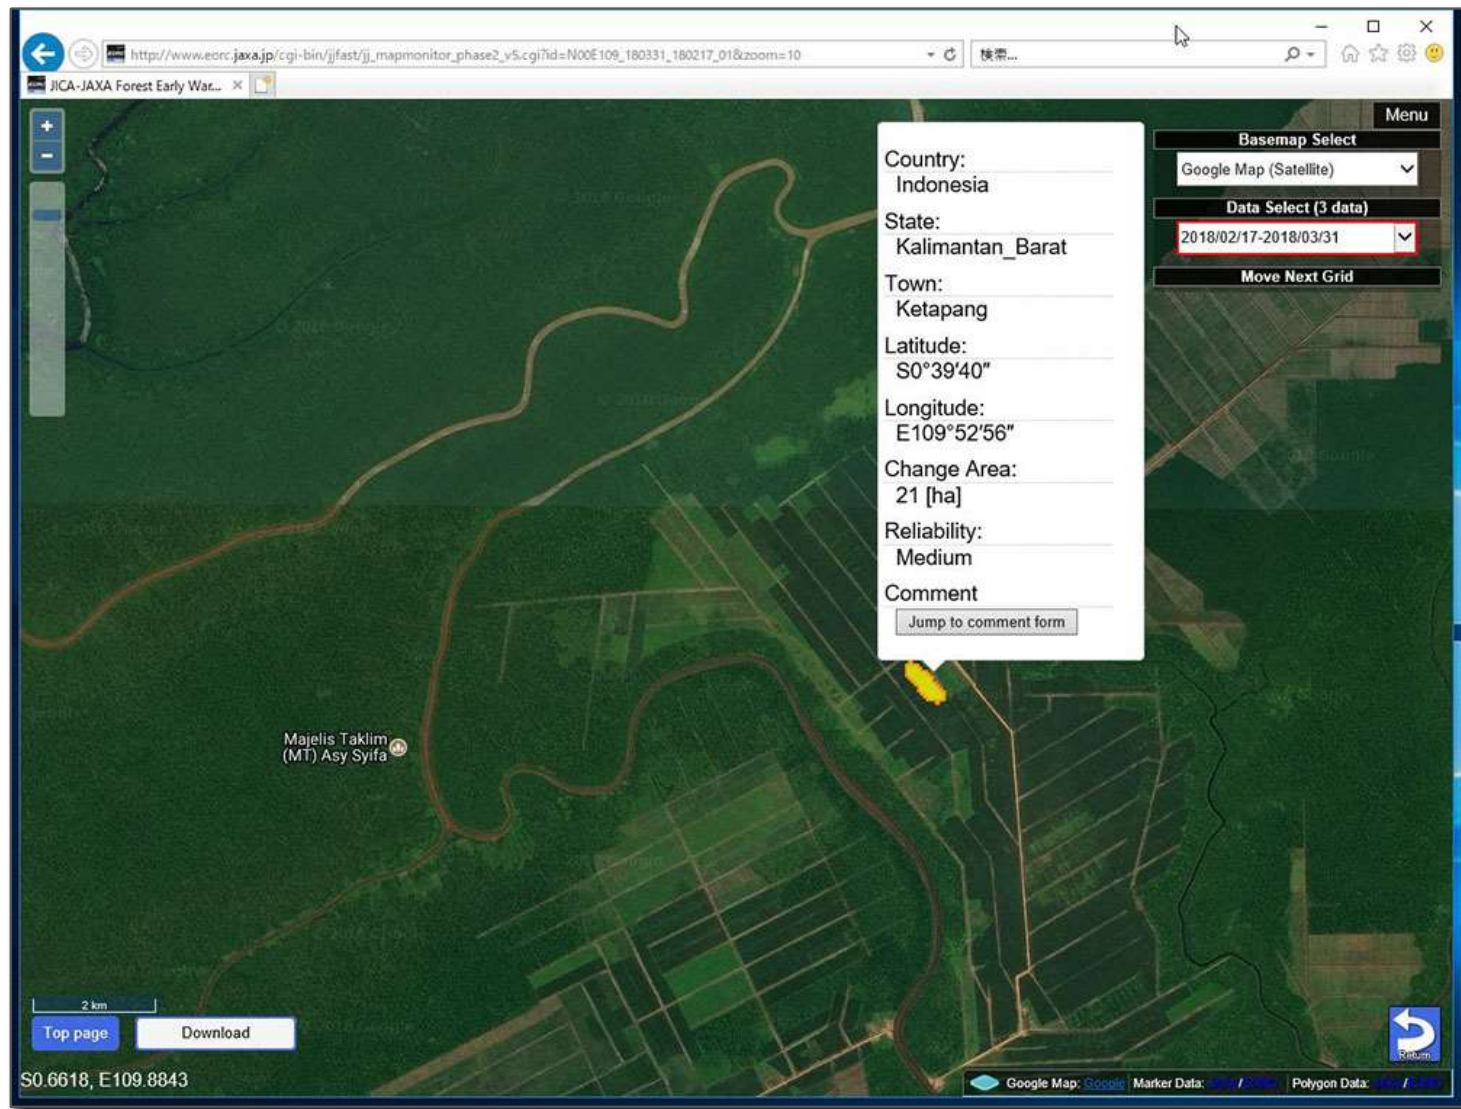 http://www.eorc.jaxa.jp/cgi-bin/jjfast/jj_mapmonitor_phase2_v5.cgi?id=N00E109_180331_180217_01&zoom=10
検索...
JICA-JAXA Forest Early War...
Menu
Basemap Select
Google Map (Satellite)
Data Select (3 data)
2018/02/17-2018/03/31
Move Next Grid
Country:
Indonesia
State:
Kalimantan_Barat
Town:
Ketapang
Latitude:
S0°39'40"
Longitude:
E109°52'56"
Change Area:
21 [ha]
Reliability:
Medium
Comment
Jump to comment form
Majelis Taklim
(MT) Asy Syifa
2 km
Top page
Download
Return
S0.6618, E109.8843
Google Map: Google Marker Data: / Polygon Data: /